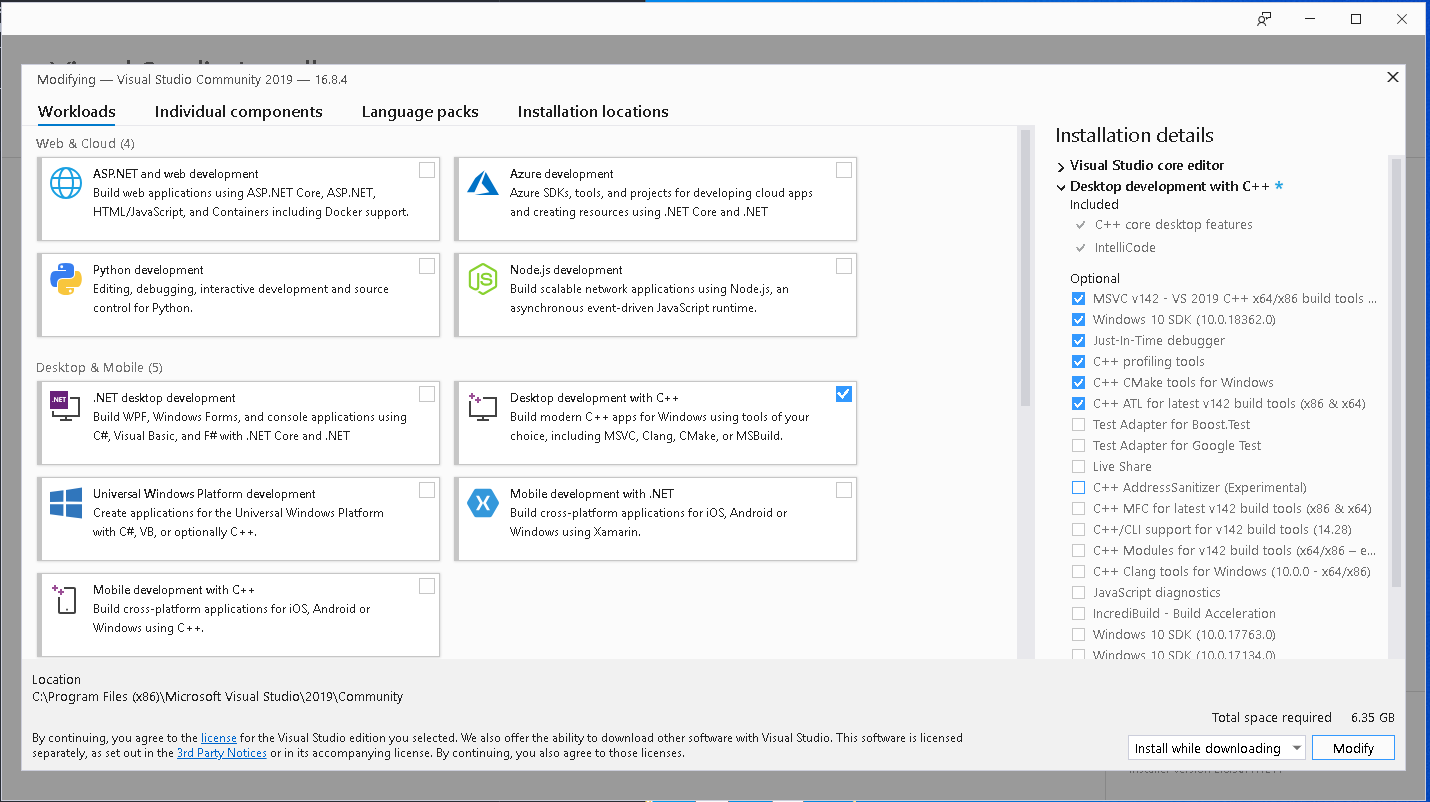 Modifying — Visual Studio Community 2019 — 16.8.4
Workloads
Individual components
Language packs
Installation locations
Web & Cloud (4)
ASP.NET and web development
Build web applications using ASP.NET Core, ASP.NET,
HTML/JavaScript, and Containers including Docker support.
Azure development
Azure SDKs, tools, and projects for developing cloud apps
and creating resources using .NET Core and .NET
Python development
Editing, debugging, interactive development and source
control for Python.
Node.js development
Build scalable network applications using Node.js, an
asynchronous event-driven JavaScript runtime.
Desktop & Mobile (5)
.NET
.NET desktop development
Build WPF, Windows Forms, and console applications using
C#, Visual Basic, and F# with .NET Core and .NET
Desktop development with C++
Build modern C++ apps for Windows using tools of your
choice, including MSVC, Clang, CMake, or MSBuild.
Universal Windows Platform development
Create applications for the Universal Windows Platform
with C#, VB, or optionally C++.
Mobile development with .NET
Build cross-platform applications for iOS, Android or
Windows using Xamarin.
Mobile development with C++
Build cross-platform applications for iOS, Android or
Windows using C++.
Installation details
Visual Studio core editor
Desktop development with C++ *
Included
C++ core desktop features
IntelliCode
Optional
MSVC v142 - VS 2019 C++ x64/x86 build tools ...
Windows 10 SDK (10.0.18362.0)
Just-In-Time debugger
C++ profiling tools
C++ CMake tools for Windows
C++ ATL for latest v142 build tools (x86 & x64)
Test Adapter for Boost.Test
Test Adapter for Google Test
Live Share
C++ AddressSanitizer (Experimental)
C++ MFC for latest v142 build tools (x86 & x64)
C++/CLI support for v142 build tools (14.28)
C++ Modules for v142 build tools (x64/x86 – e...
C++ Clang tools for Windows (10.0.0 - x64/x86)
JavaScript diagnostics
IncrediBuild - Build Acceleration
Windows 10 SDK (10.0.17763.0)
Windows 10 SDK (10.0.17134.0)
Location
C:\Program Files (x86)\Microsoft Visual Studio\2019\Community
Total space required 6.35 GB
By continuing, you agree to the license for the Visual Studio edition you selected. We also offer the ability to download other software with Visual Studio. This software is licensed
separately, as set out in the 3rd Party Notices or in its accompanying license. By continuing, you also agree to those licenses.
Install while downloading
Modify